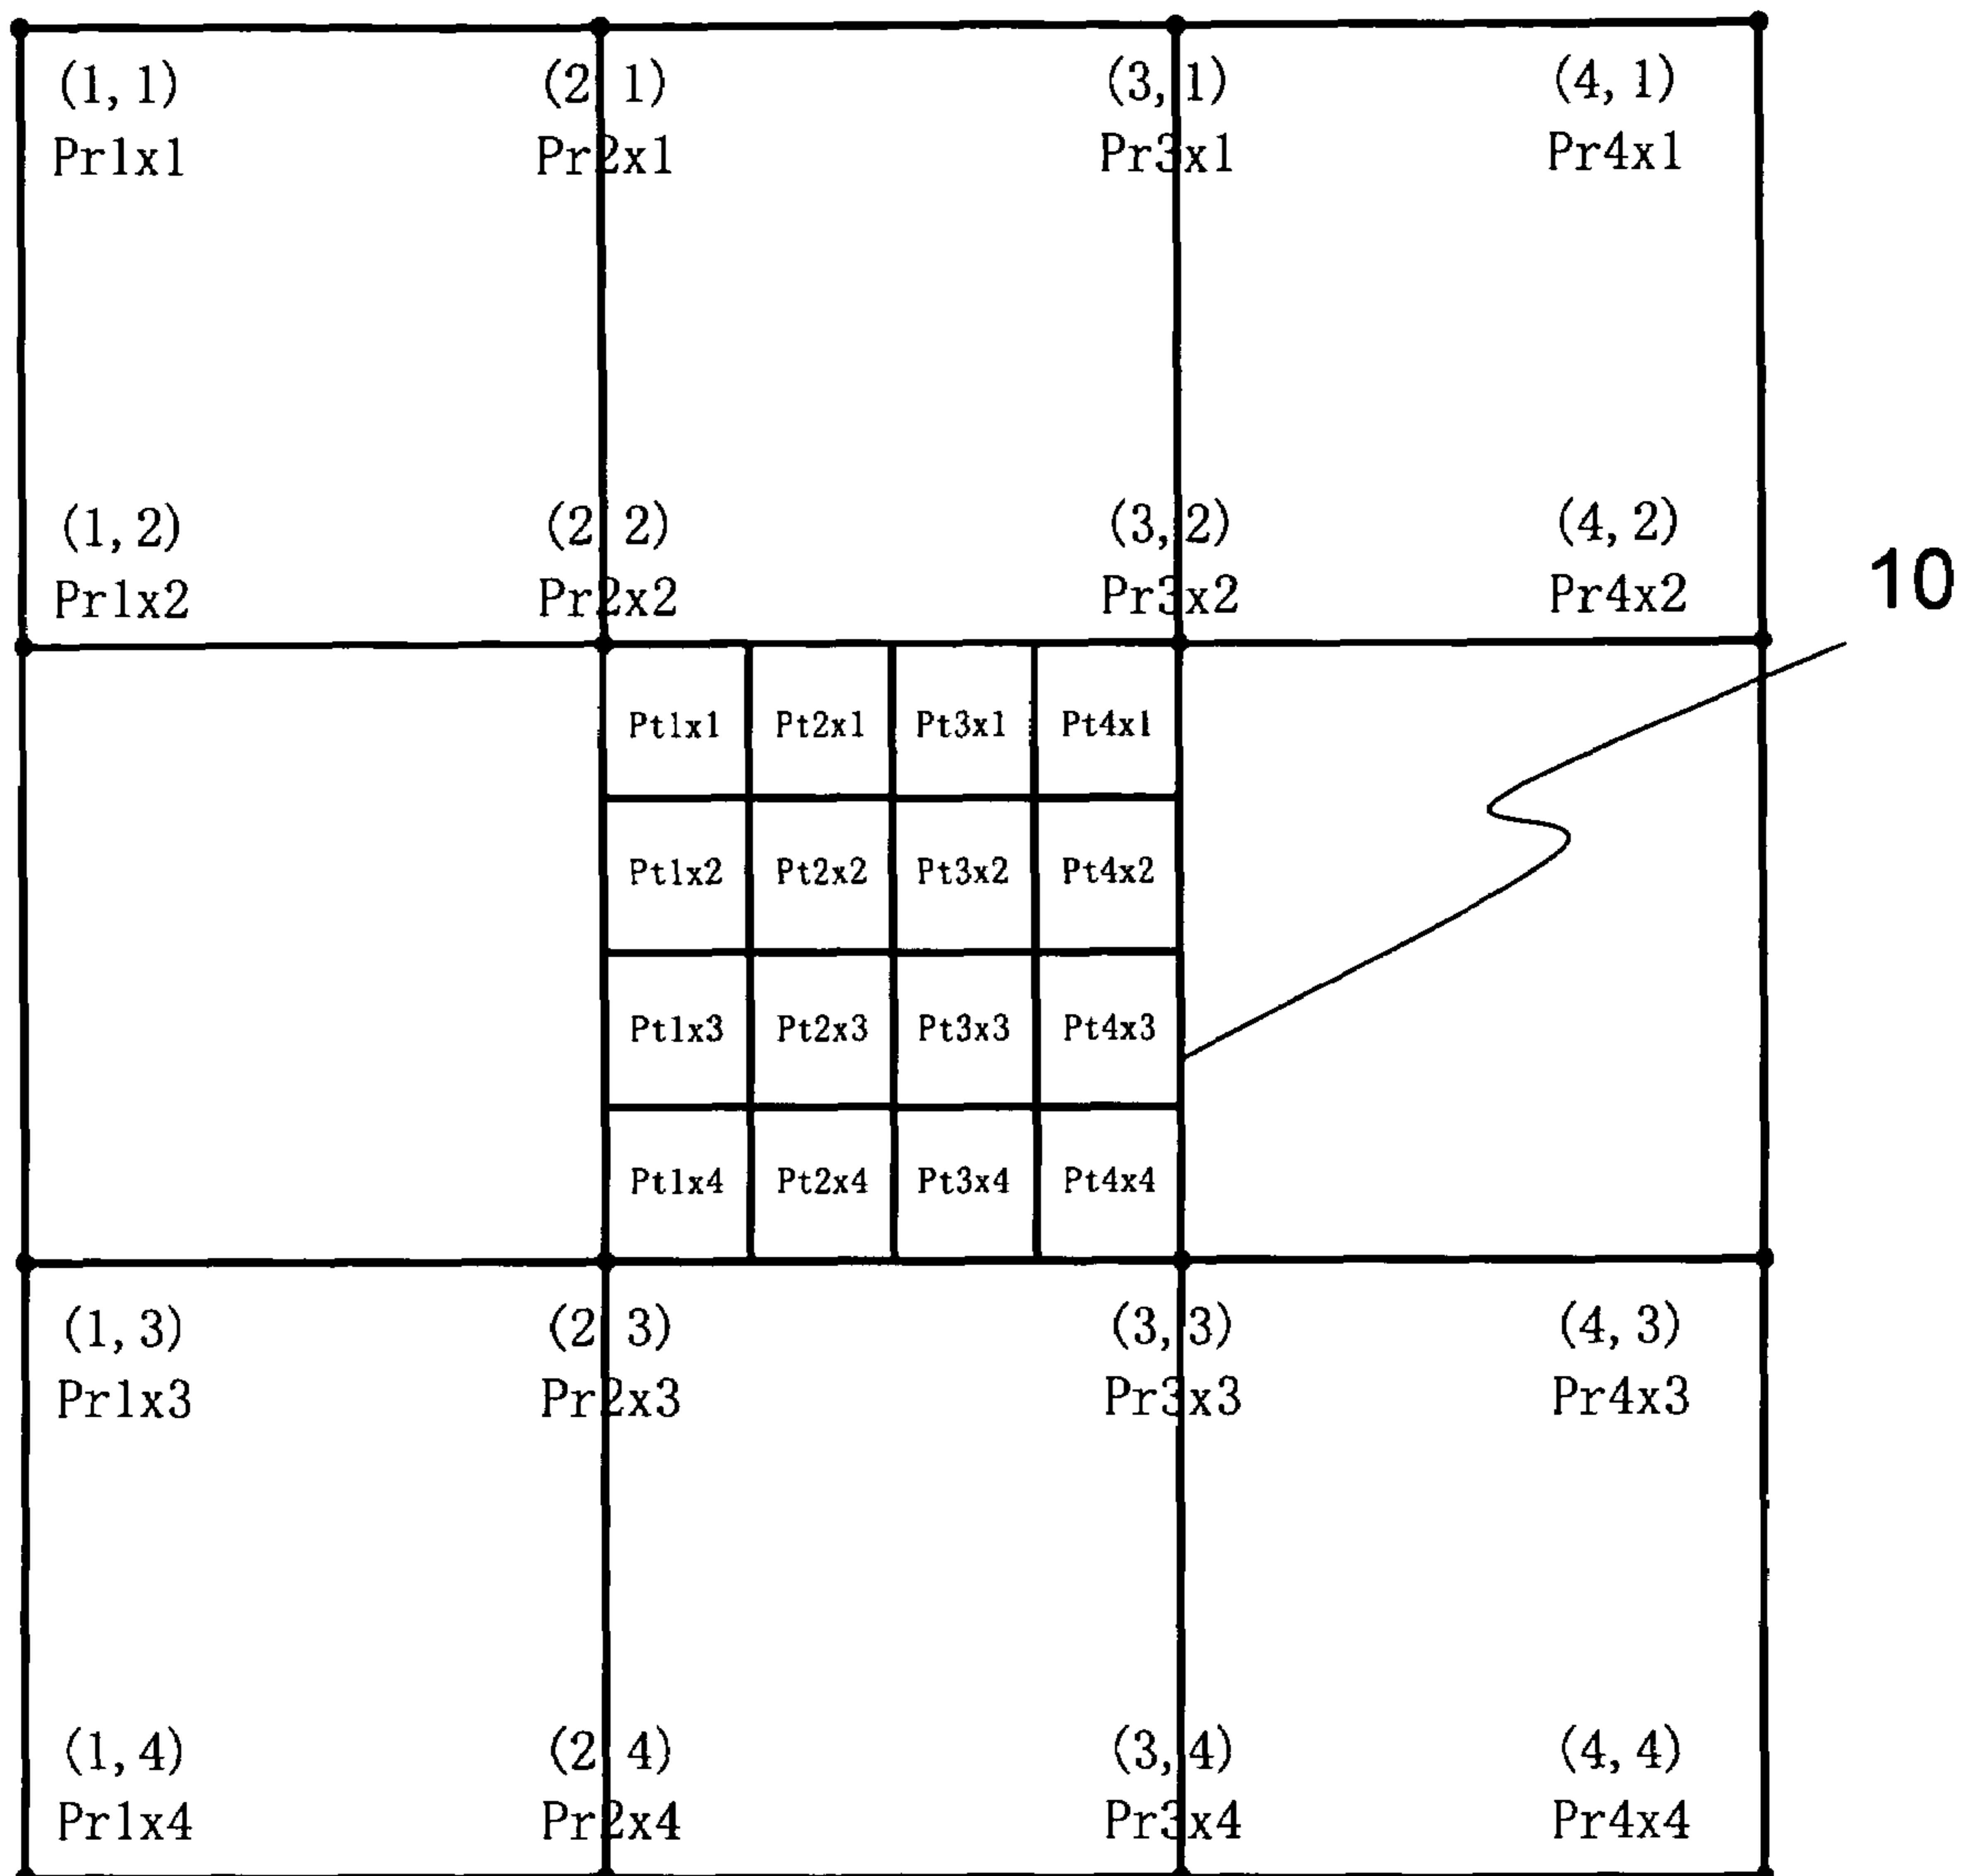 (1,1) (2,1) (3,1) (4,1)
Pr1x1 Pr2x1 Pr3x1 Pr4x1
(1,2) (2,2) (3,2) (4,2)
Pr1x2 Pr2x2 Pr3x2 Pr4x2
10
Pt1x1 Pt2x1 Pt3x1 Pt4x1
Pt1x2 Pt2x2 Pt3x2 Pt4x2
Pt1x3 Pt2x3 Pt3x3 Pt4x3
Pt1x4 Pt2x4 Pt3x4 Pt4x4
(1,3) (2,3) (3,3) (4,3)
Pr1x3 Pr2x3 Pr3x3 Pr4x3
(1,4) (2,4) (3,4) (4,4)
Pr1x4 Pr2x4 Pr3x4 Pr4x4